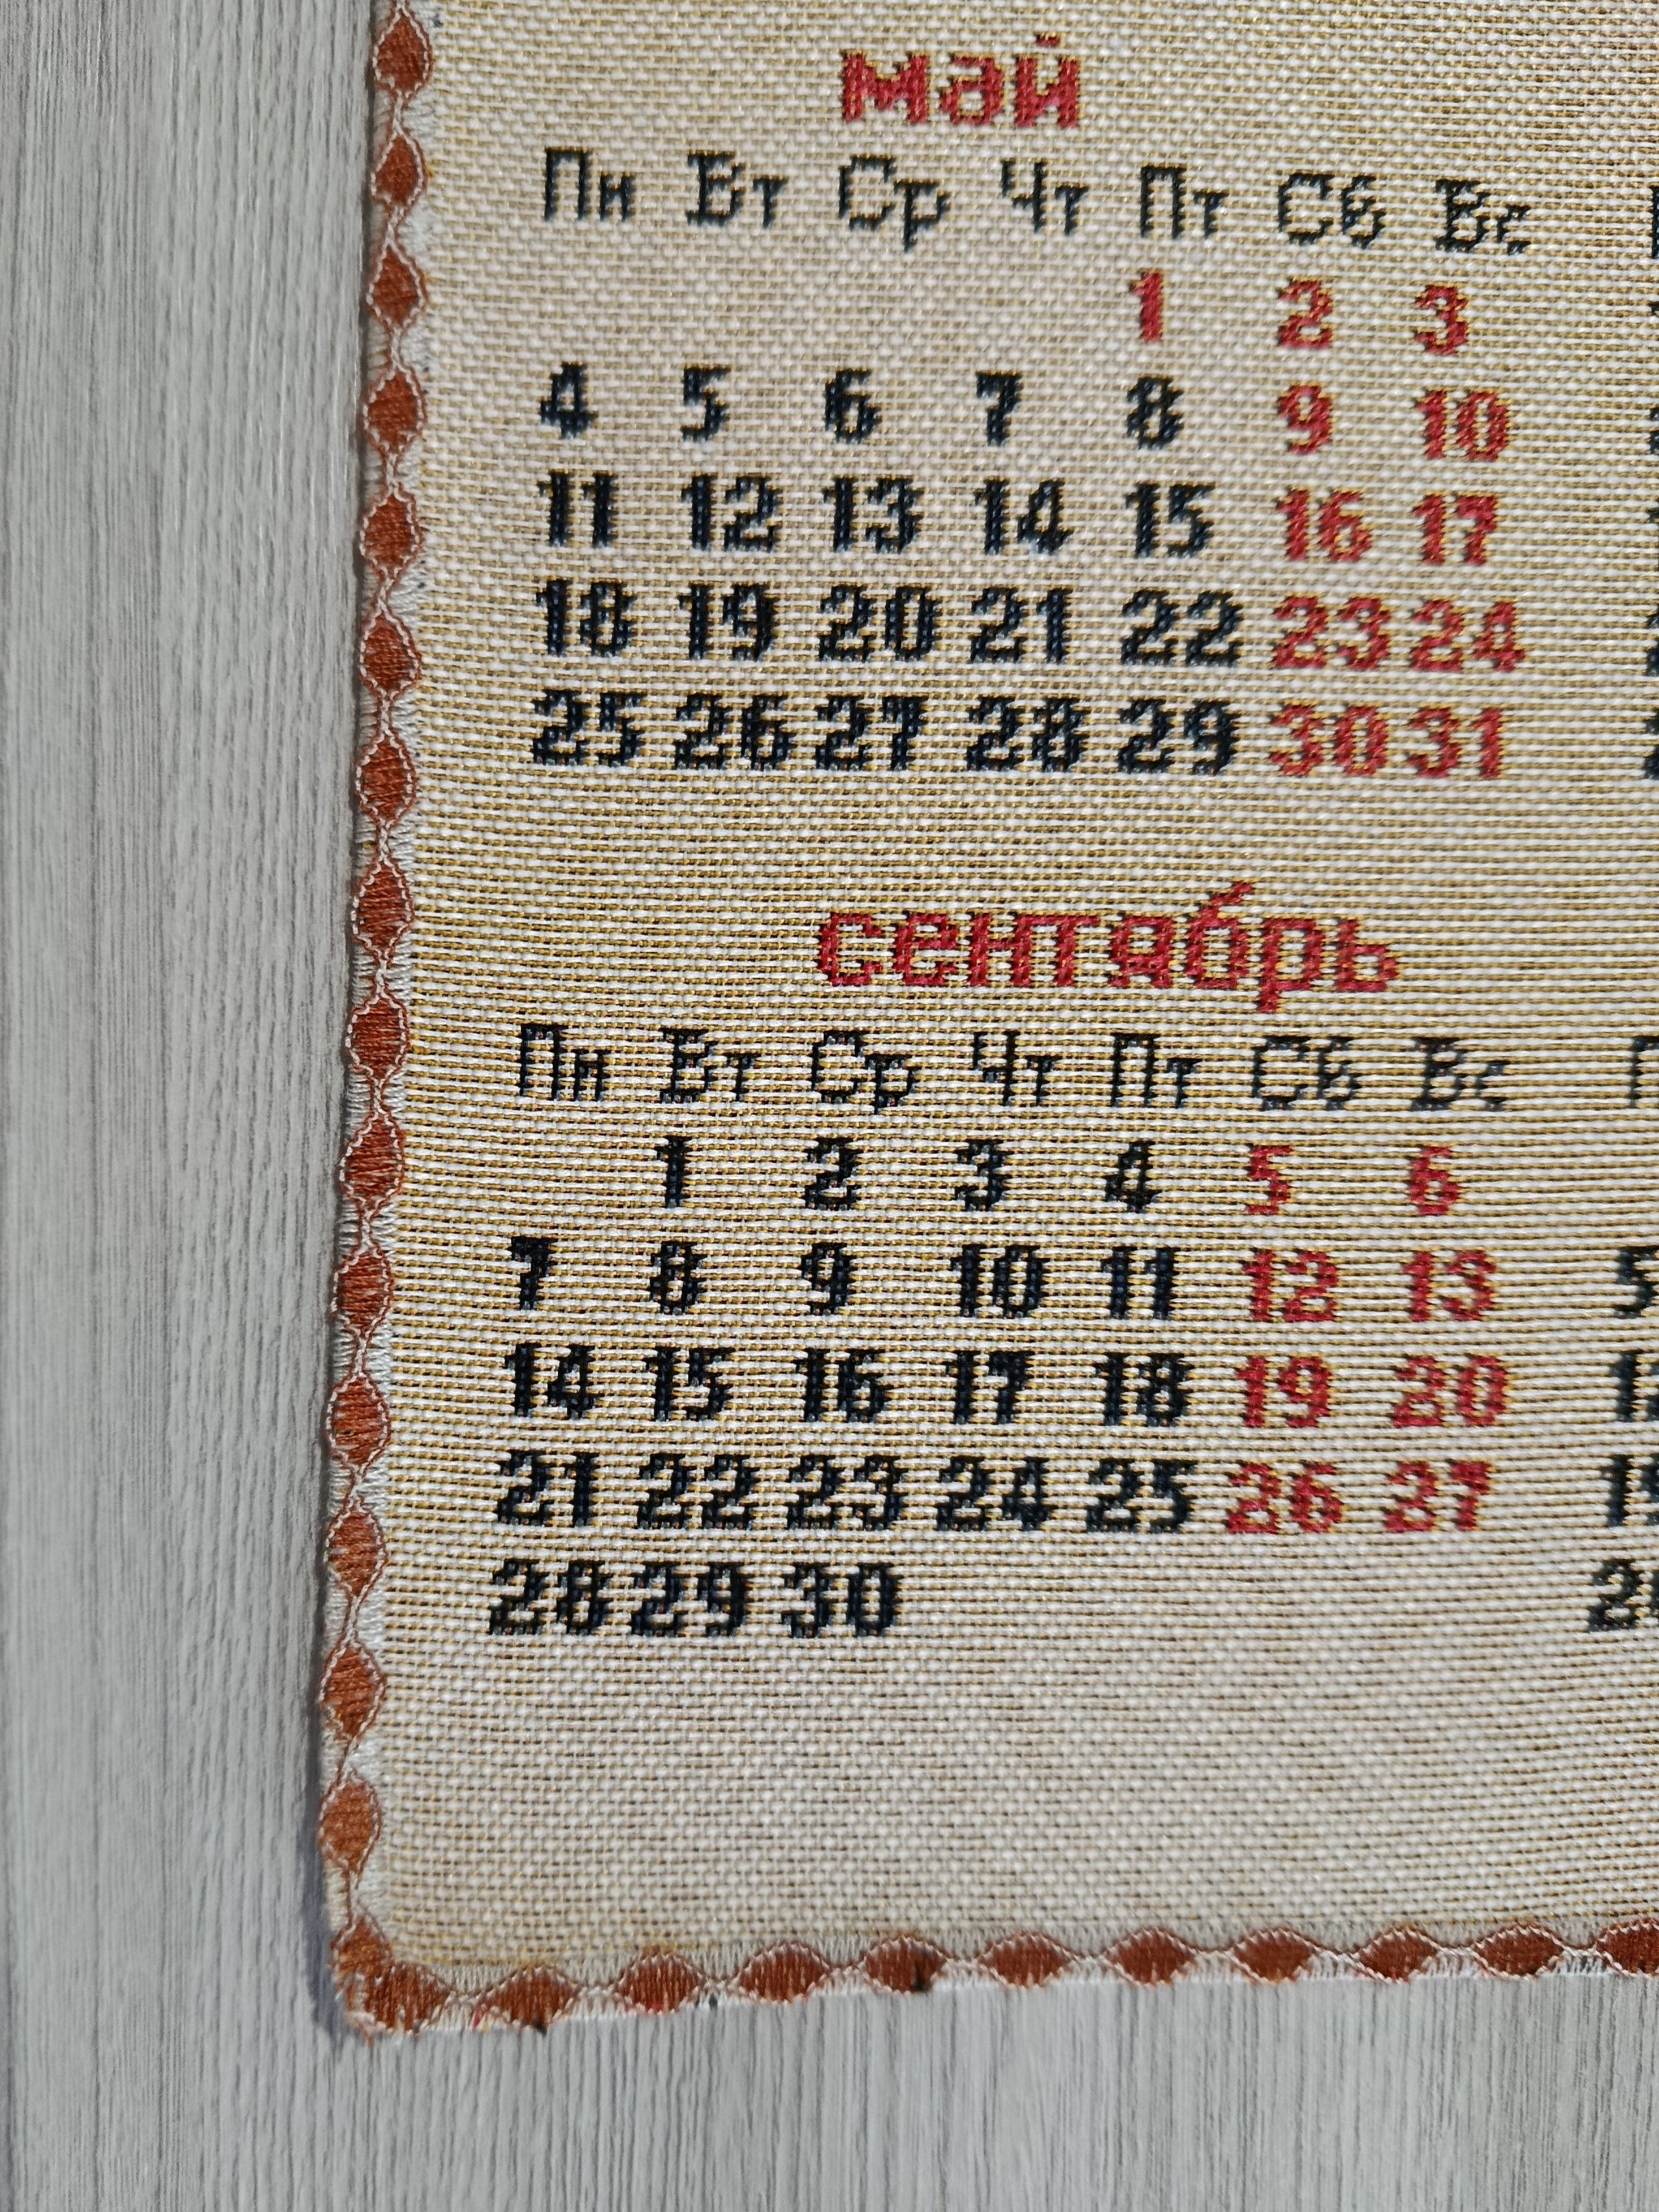 май
Пн Вт Ср Чт Пт Сб Вс
1 2 3
4 5 6 7 8 9 10
11 12 13 14 15 16 17
18 19 20 21 22 23 24
25 26 27 28 29 30 31
сентябрь
Пн Вт Ср Чт Пт Сб Вс
1 2 3 4 5 6
7 8 9 10 11 12 13
14 15 16 17 18 19 20
21 22 23 24 25 26 27
28 29 30